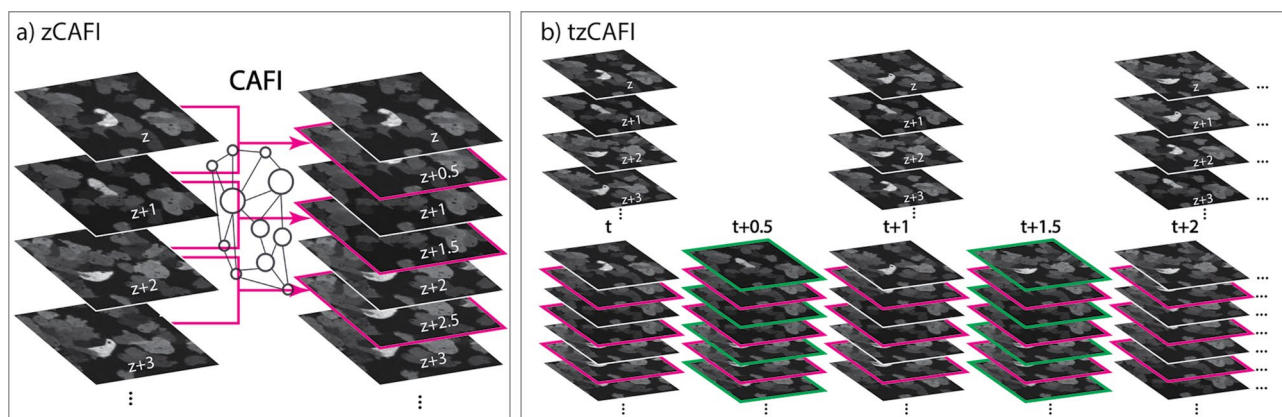 a) zCAFI
CAFI
z
z+1
z+2
z+3
⋮
z
z+0.5
z+1
z+1.5
z+2
z+2.5
z+3
⋮
b) tzCAFI
z
z+1
z+2
z+3
⋮
z
z+1
z+2
z+3
⋮
z ...
z+1 ...
z+2 ...
z+3 ...
⋮
t t+0.5 t+1 t+1.5 t+2
...
...
...
...
⋮ ⋮ ⋮ ⋮ ⋮